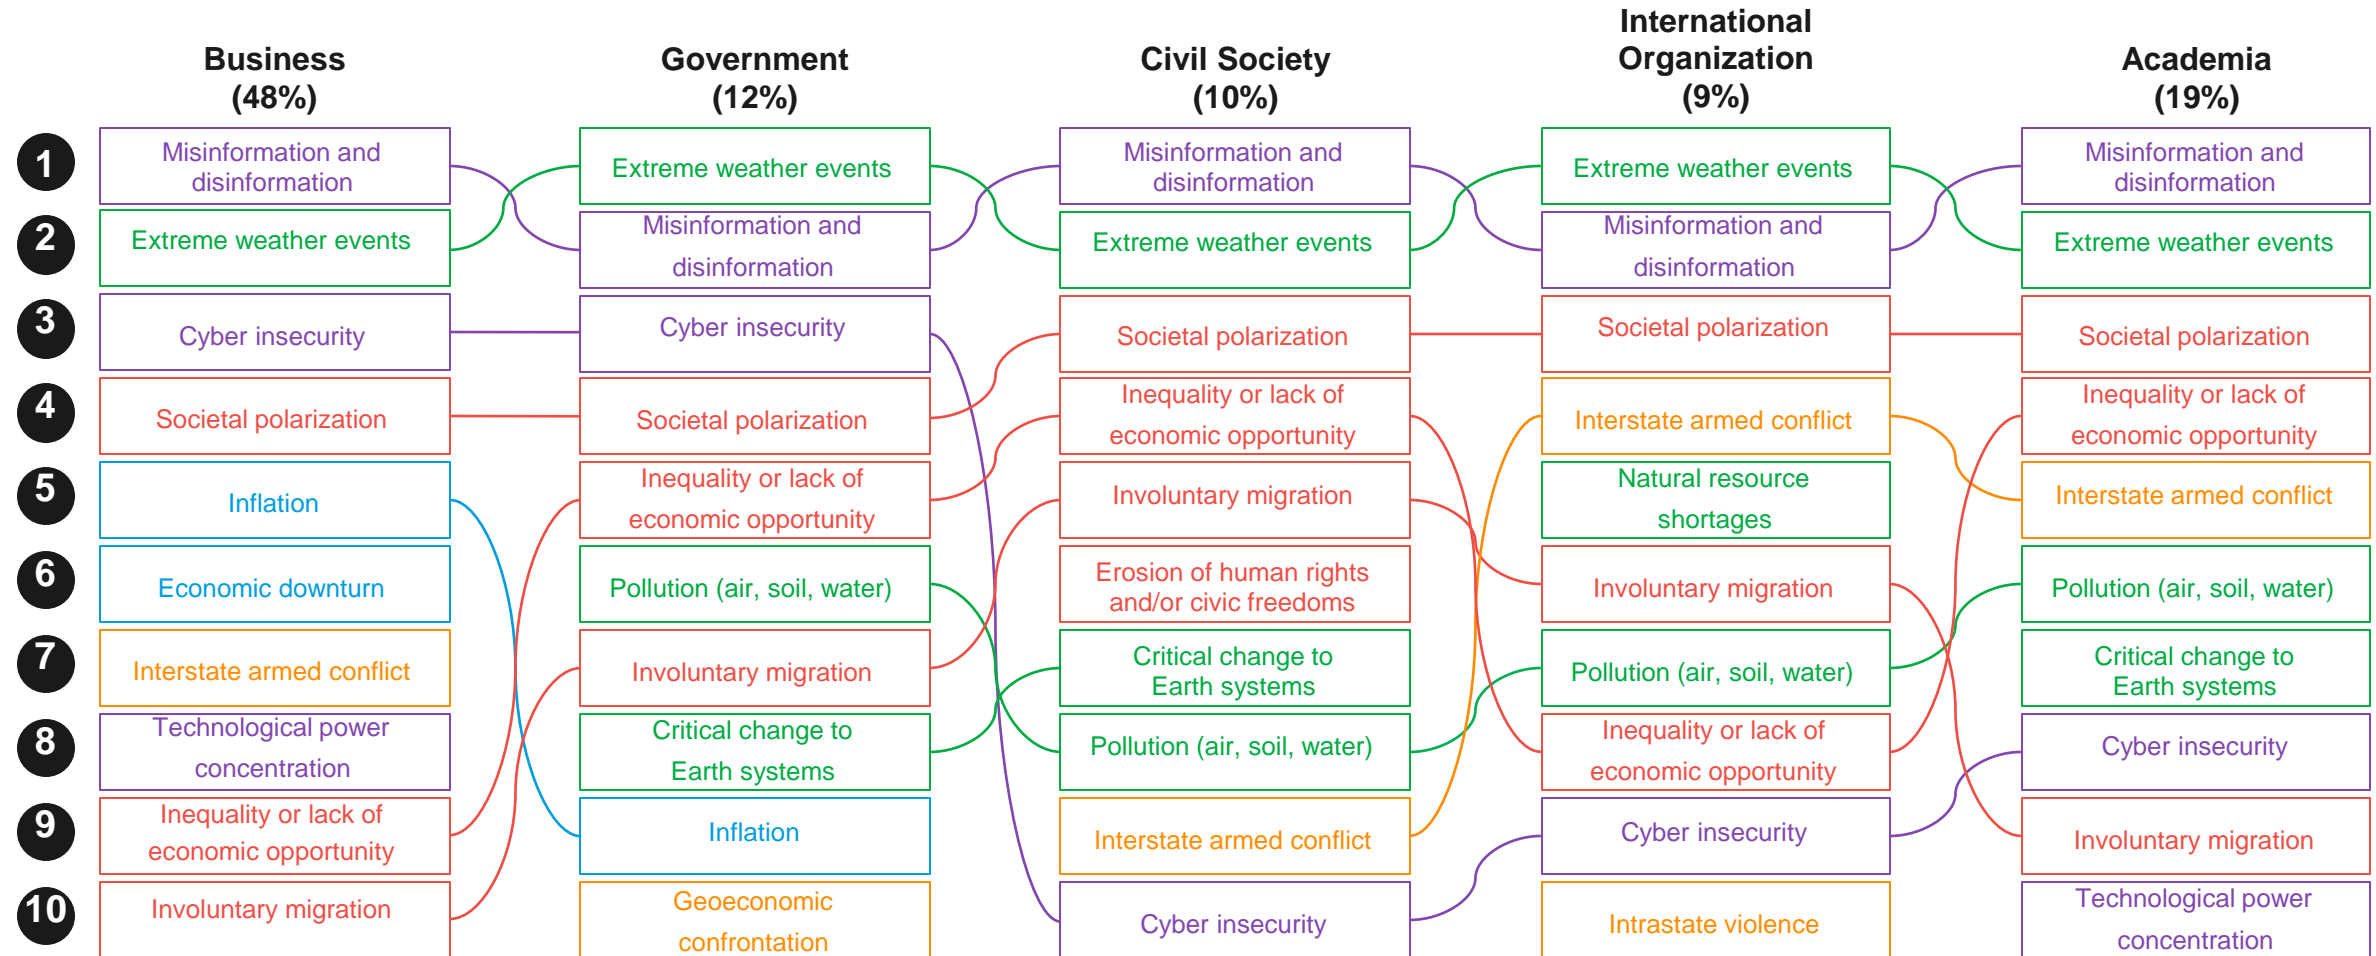 Business
(48%)
Government
(12%)
Civil Society
(10%)
International
Organization
(9%)
Academia
(19%)
1
Misinformation and
disinformation
Extreme weather events
Misinformation and
disinformation
Extreme weather events
Misinformation and
disinformation
2
Extreme weather events
Misinformation and
disinformation
Extreme weather events
Misinformation and
disinformation
Extreme weather events
3
Cyber insecurity
Cyber insecurity
Societal polarization
Societal polarization
Societal polarization
4
Societal polarization
Societal polarization
Inequality or lack of
economic opportunity
Interstate armed conflict
Inequality or lack of
economic opportunity
5
Inflation
Inequality or lack of
economic opportunity
Involuntary migration
Natural resource
shortages
Interstate armed conflict
6
Economic downturn
Pollution (air, soil, water)
Erosion of human rights
and/or civic freedoms
Involuntary migration
Pollution (air, soil, water)
7
Interstate armed conflict
Involuntary migration
Critical change to
Earth systems
Pollution (air, soil, water)
Critical change to
Earth systems
8
Technological power
concentration
Critical change to
Earth systems
Pollution (air, soil, water)
Inequality or lack of
economic opportunity
Cyber insecurity
9
Inequality or lack of
economic opportunity
Inflation
Interstate armed conflict
Cyber insecurity
Involuntary migration
10
Involuntary migration
Geoeconomic
confrontation
Cyber insecurity
Intrastate violence
Technological power
concentration